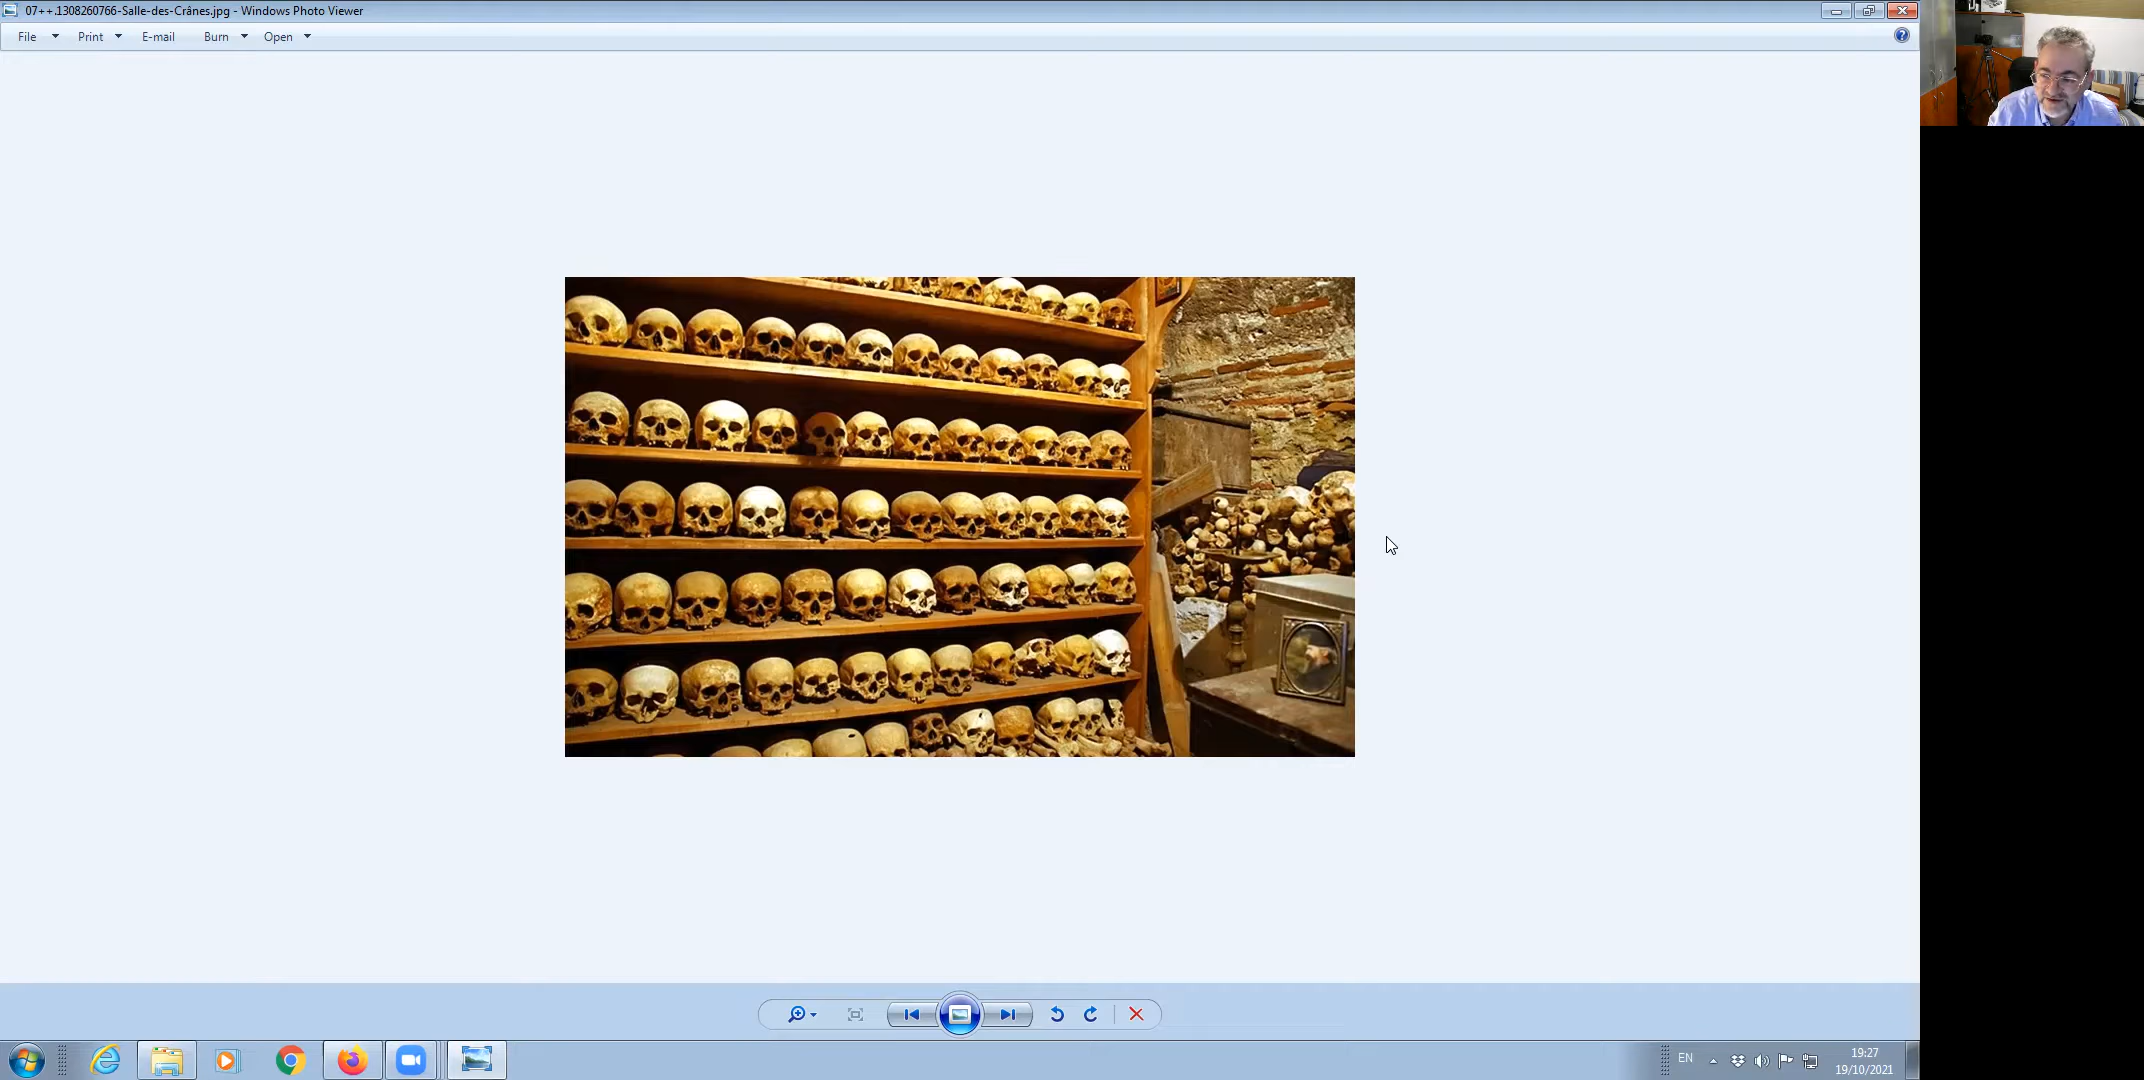 07++.1308260766-Salle-des-Crânes.jpg - Windows Photo Viewer
File Print E-mail Burn Open
EN
19:27
19/10/2021